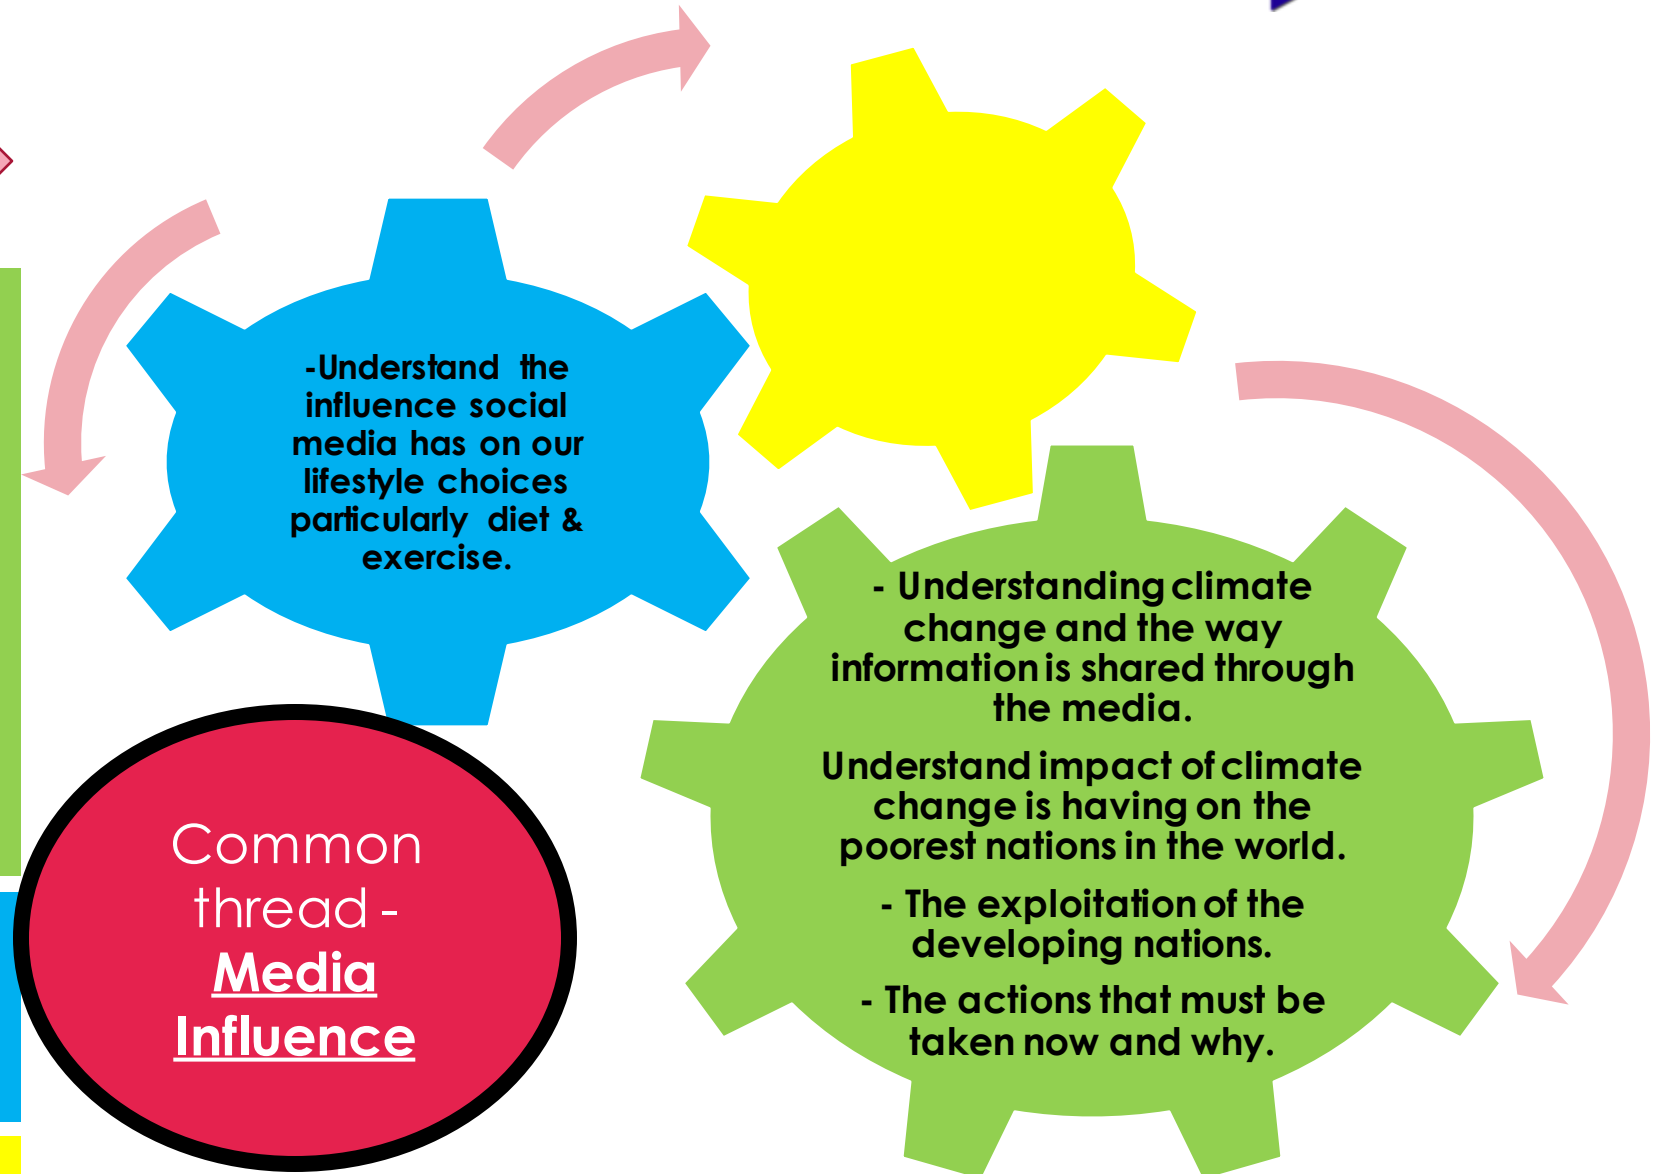 -Understand the
influence social
media has on our
lifestyle choices
particularly diet &
exercise.
- Understanding climate
change and the way
information is shared through
the media.
Understand impact of climate
change is having on the
poorest nations in the world.
- The exploitation of the
developing nations.
- The actions that must be
taken now and why.
Common
thread -
Media
Influence